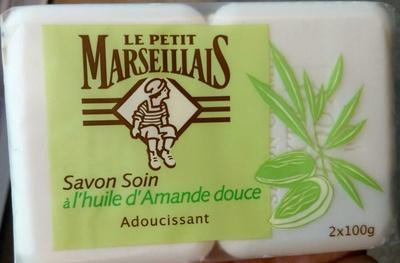 LE PETIT
MARSEILLAIS
Savon Soin
à l'huile d'Amande douce
Adoucissant
2x100g